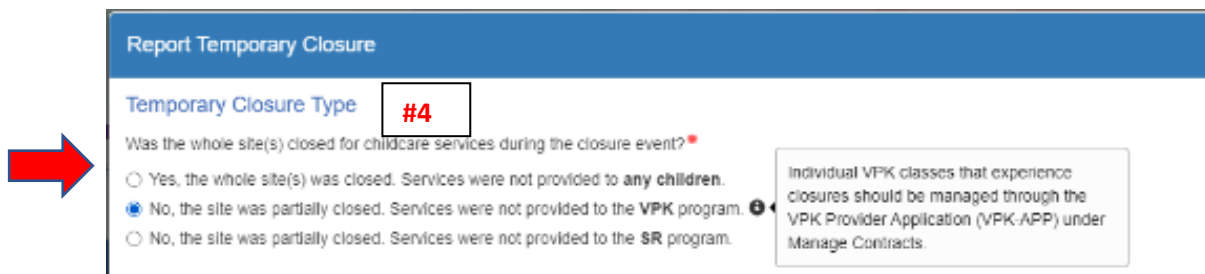 Report Temporary Closure
Temporary Closure Type
#4
Was the whole site(s) closed for childcare services during the closure event?*
Yes, the whole site(s) was closed. Services were not provided to any children.
No, the site was partially closed. Services were not provided to the VPK program.
No, the site was partially closed. Services were not provided to the SR program.
Individual VPK classes that experience
closures should be managed through the
VPK Provider Application (VPK-APP) under
Manage Contracts.